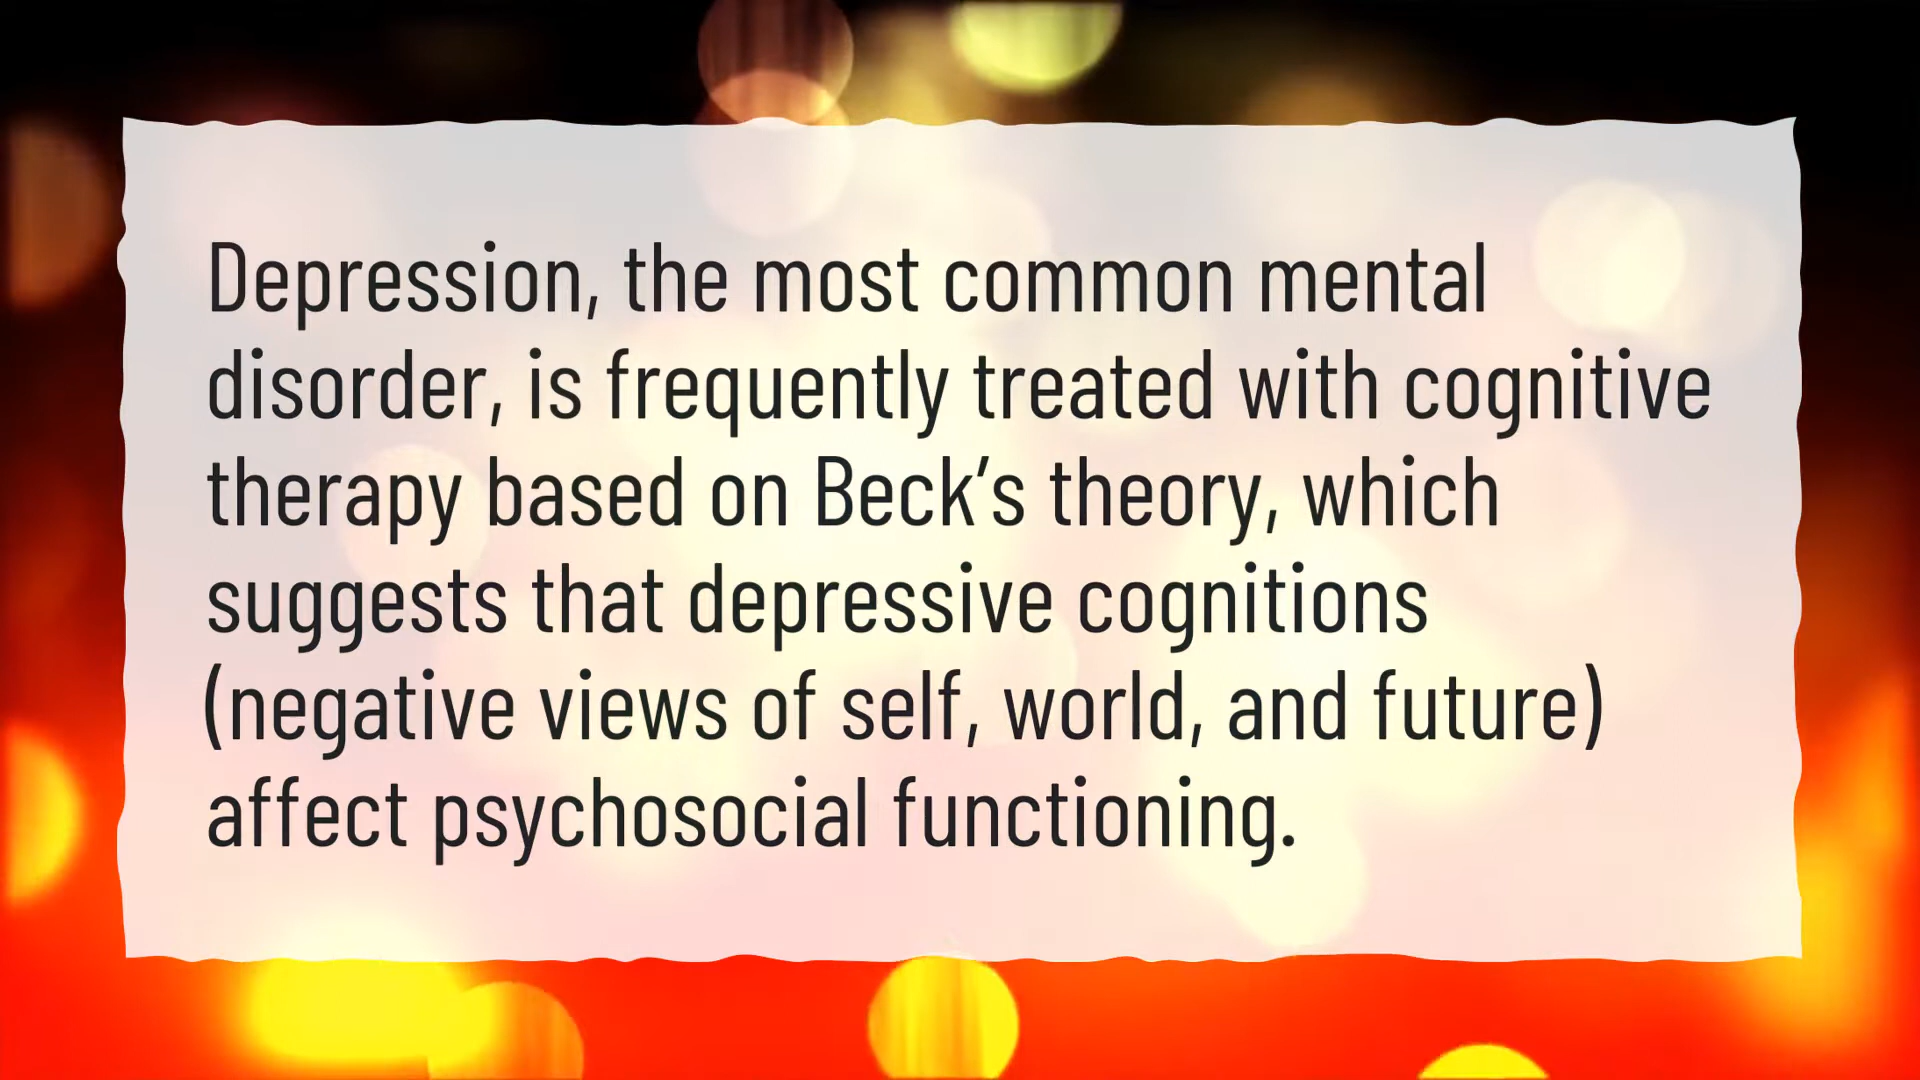 Depression, the most common mental
disorder, is frequently treated with cognitive
therapy based on Beck’s theory, which
suggests that depressive cognitions
(negative views of self, world, and future)
affect psychosocial functioning.